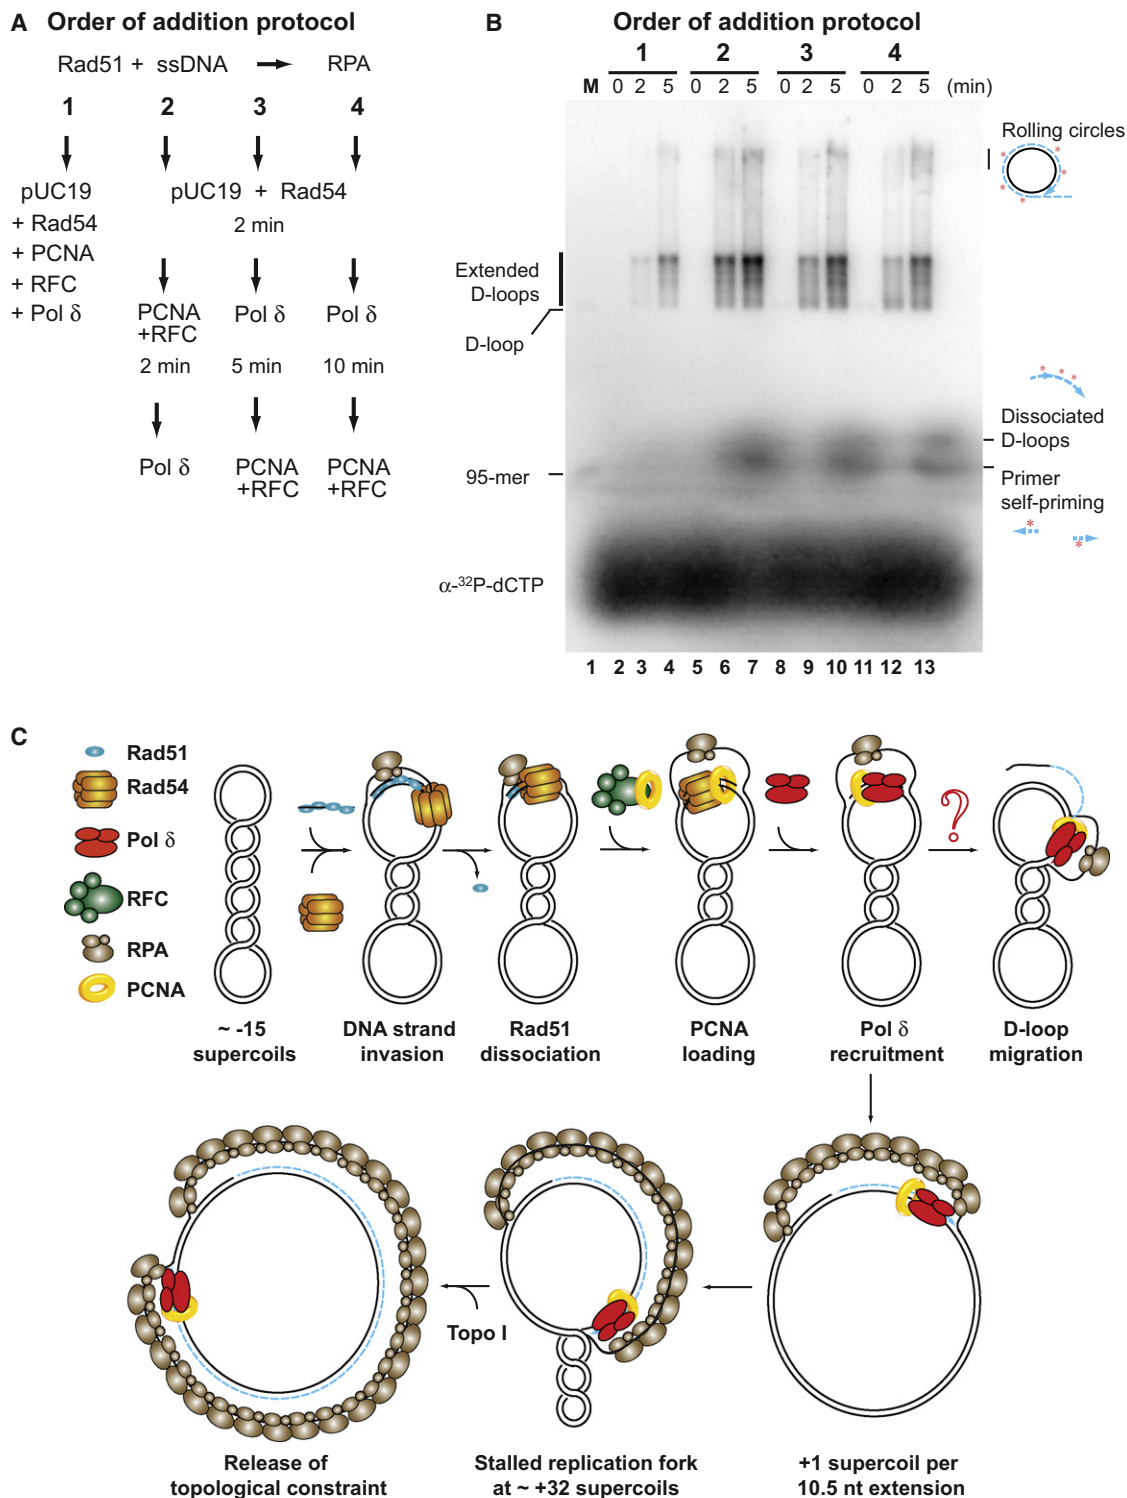 A Order of addition protocol
Rad51 + ssDNA → RPA
1 2 3 4
pUC19
+ Rad54
+ PCNA
+ RFC
+ Pol δ
pUC19 + Rad54
2 min
PCNA
+RFC
2 min
Pol δ
Pol δ
5 min
PCNA
+RFC
Pol δ
10 min
PCNA
+RFC
B Order of addition protocol
1 2 3 4
M 0 2 5 0 2 5 0 2 5 0 2 5 (min)
Extended
D-loops
D-loop
95-mer
α-³²P-dCTP
Rolling circles
*
*
*
*
*
* * *
Dissociated
D-loops
Primer
self-priming
*
*
1 2 3 4 5 6 7 8 9 10 11 12 13
C
Rad51
Rad54
Pol δ
RFC
RPA
PCNA
?
~ -15
supercoils
DNA strand
invasion
Rad51
dissociation
PCNA
loading
Pol δ
recruitment
D-loop
migration
Topo I
Release of
topological constraint
Stalled replication fork
at ~ +32 supercoils
+1 supercoil per
10.5 nt extension